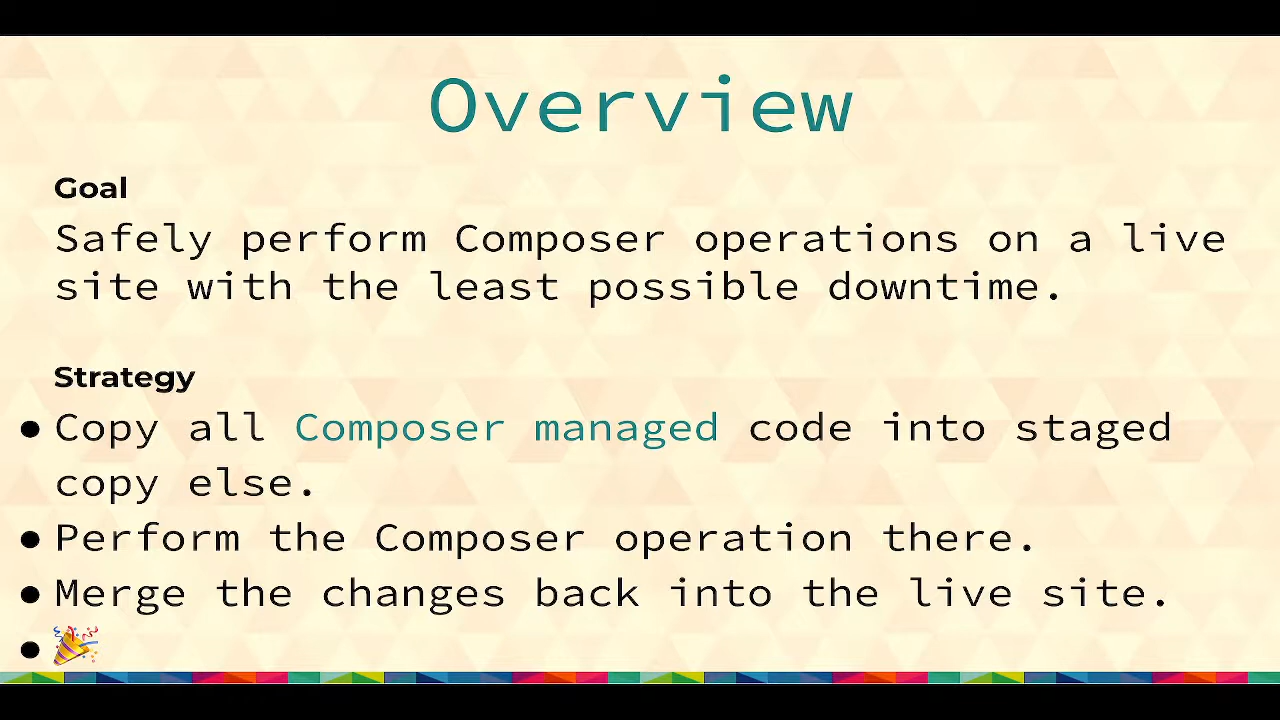 Overview
Goal
Safely perform Composer operations on a live
site with the least possible downtime.
Strategy
● Copy all Composer managed code into staged
copy else.
● Perform the Composer operation there.
● Merge the changes back into the live site.
● 🎉